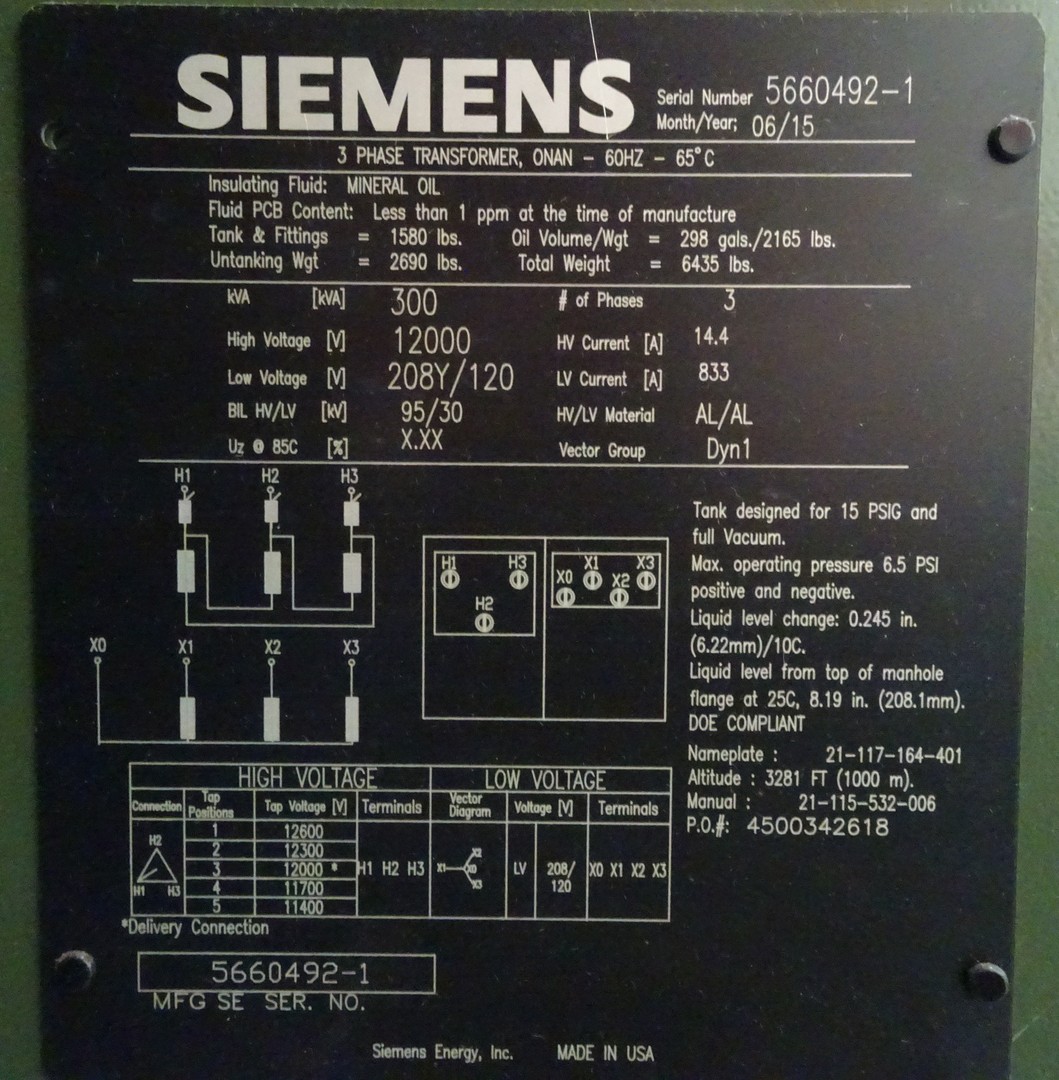 SIEMENS
Serial Number 5660492-1
Month/Year; 06/15
3 PHASE TRANSFORMER, ONAN - 60HZ - 65°C
Insulating Fluid: MINERAL OIL
Fluid PCB Content: Less than 1 ppm at the time of manufacture
Tank & Fittings = 1580 lbs. Oil Volume/Wgt = 298 gals./2165 lbs.
Untanking Wgt = 2690 lbs. Total Weight = 6435 lbs.
kVA [kVA] 300 # of Phases 3
High Voltage [V] 12000 HV Current [A] 14.4
Low Voltage [V] 208Y/120 LV Current [A] 833
BIL HV/LV [kV] 95/30 HV/LV Material AL/AL
Uz @ 85C [%] X.XX Vector Group Dyn1
H1 H2 H3
X0 X1 X2 X3
H1 H3
H2
X1 X3
X0 X2
Tank designed for 15 PSIG and
full Vacuum.
Max. operating pressure 6.5 PSI
positive and negative.
Liquid level change: 0.245 in.
(6.22mm)/10C.
Liquid level from top of manhole
flange at 25C, 8.19 in. (208.1mm).
DOE COMPLIANT
Nameplate : 21-117-164-401
Altitude : 3281 FT (1000 m).
Manual : 21-115-532-006
P.O.#: 4500342618
HIGH VOLTAGE LOW VOLTAGE
Connection Tap Positions Tap Voltage [V] Terminals Vector Diagram Voltage [V] Terminals
1 12600
2 12300
3 12000 *
4 11700
5 11400
H2
H1 H3
H1 H2 H3
X2
X1 X0
X3
LV 208/
120
X0 X1 X2 X3
*Delivery Connection
5660492-1
MFG SE SER. NO.
Siemens Energy, Inc. MADE IN USA